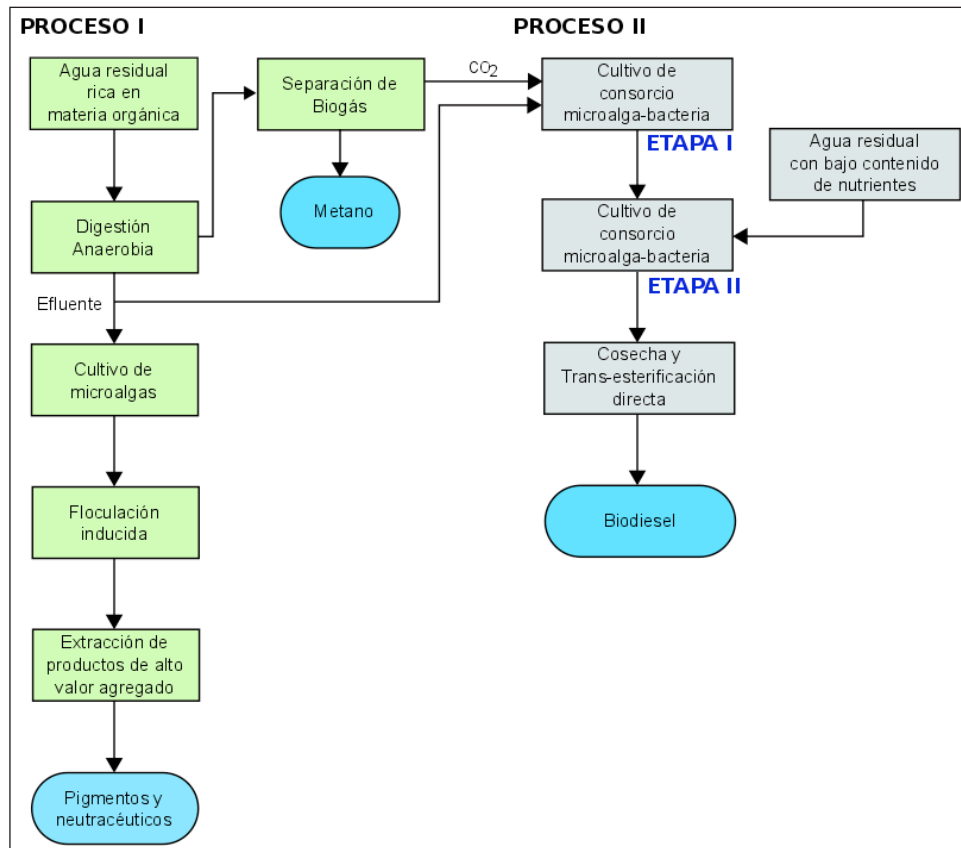 PROCESO I
Agua residual
rica en
materia orgánica
Digestión
Anaerobia
Efluente
Cultivo de
microalgas
Floculación
inducida
Extracción de
productos de alto
valor agregado
Pigmentos y
neutracéuticos
Separación de
Biogás
Metano
CO₂
PROCESO II
Cultivo de
consorcio
microalga-bacteria
ETAPA I
Agua residual
con bajo contenido
de nutrientes
Cultivo de
consorcio
microalga-bacteria
ETAPA II
Cosecha y
Trans-esterificación
directa
Biodiesel